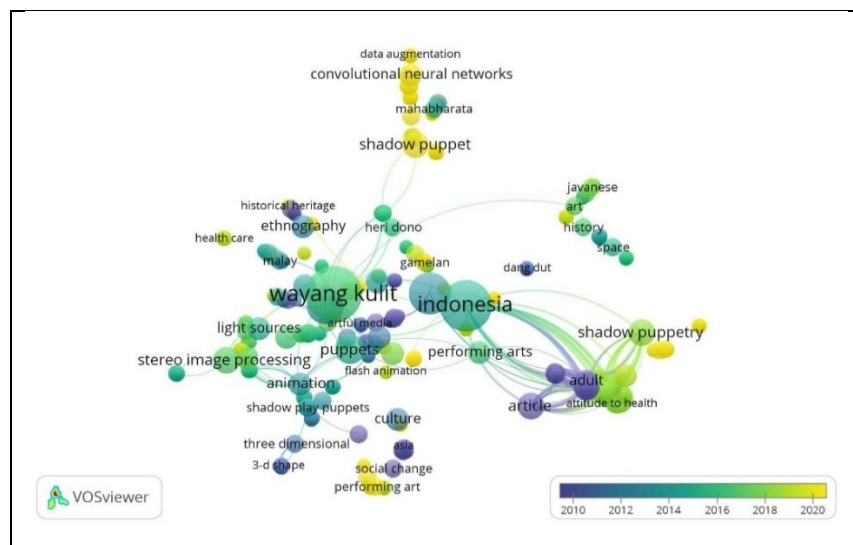 data augmentation
convolutional neural networks
mahabharata
shadow puppet
javanese
art
history
space
historical heritage
ethnography
heri dono
health care
malay
gamelan
dang dut
wayang kulit
indonesia
artful media
light sources
puppets
performing arts
shadow puppetry
stereo image processing
flash animation
animation
adult
attitude to health
shadow play puppets
article
culture
three dimensional
asia
3-d shape
social change
performing art
VOSviewer
2010 2012 2014 2016 2018 2020